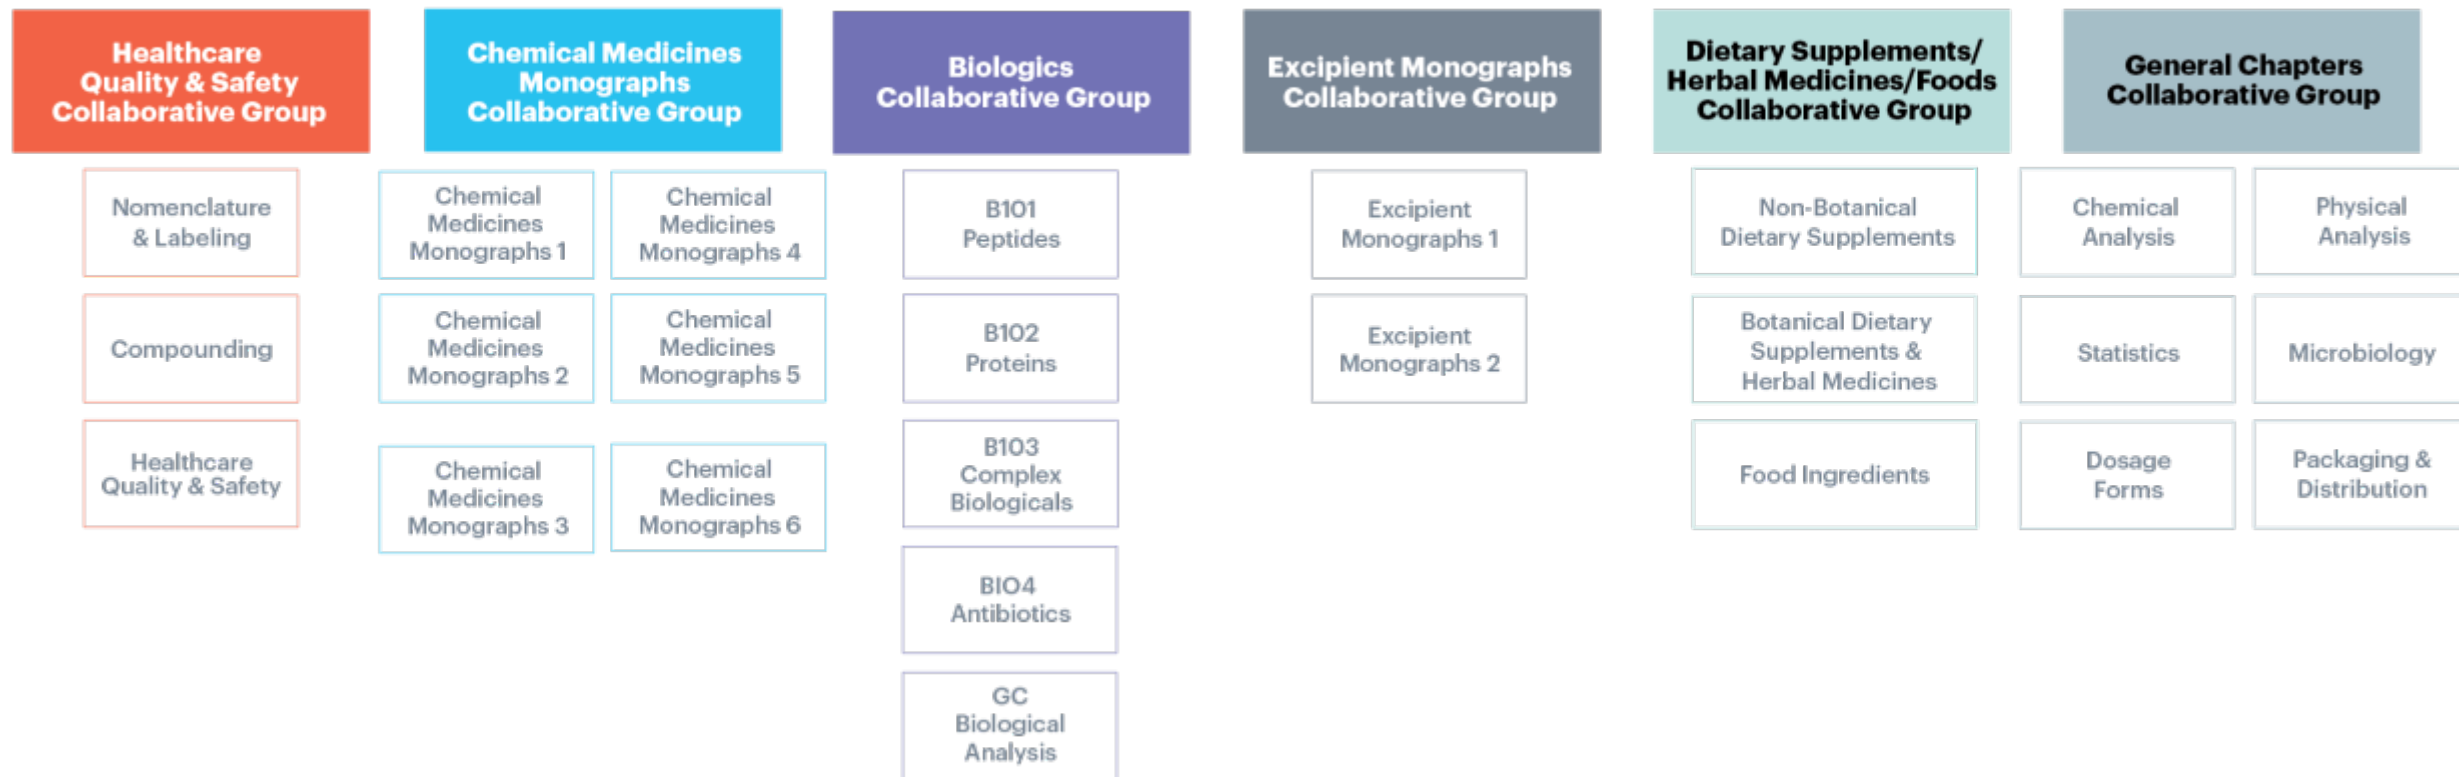 Healthcare
Quality & Safety
Collaborative Group
Nomenclature
& Labeling
Compounding
Healthcare
Quality & Safety
Chemical Medicines
Monographs
Collaborative Group
Chemical
Medicines
Monographs 1
Chemical
Medicines
Monographs 4
Chemical
Medicines
Monographs 2
Chemical
Medicines
Monographs 5
Chemical
Medicines
Monographs 3
Chemical
Medicines
Monographs 6
Biologics
Collaborative Group
B1O1
Peptides
B1O2
Proteins
B1O3
Complex
Biologicals
BIO4
Antibiotics
GC
Biological
Analysis
Excipient Monographs
Collaborative Group
Excipient
Monographs 1
Excipient
Monographs 2
Dietary Supplements/
Herbal Medicines/Foods
Collaborative Group
Non-Botanical
Dietary Supplements
Botanical Dietary
Supplements &
Herbal Medicines
Food Ingredients
General Chapters
Collaborative Group
Chemical
Analysis
Physical
Analysis
Statistics
Microbiology
Dosage
Forms
Packaging &
Distribution